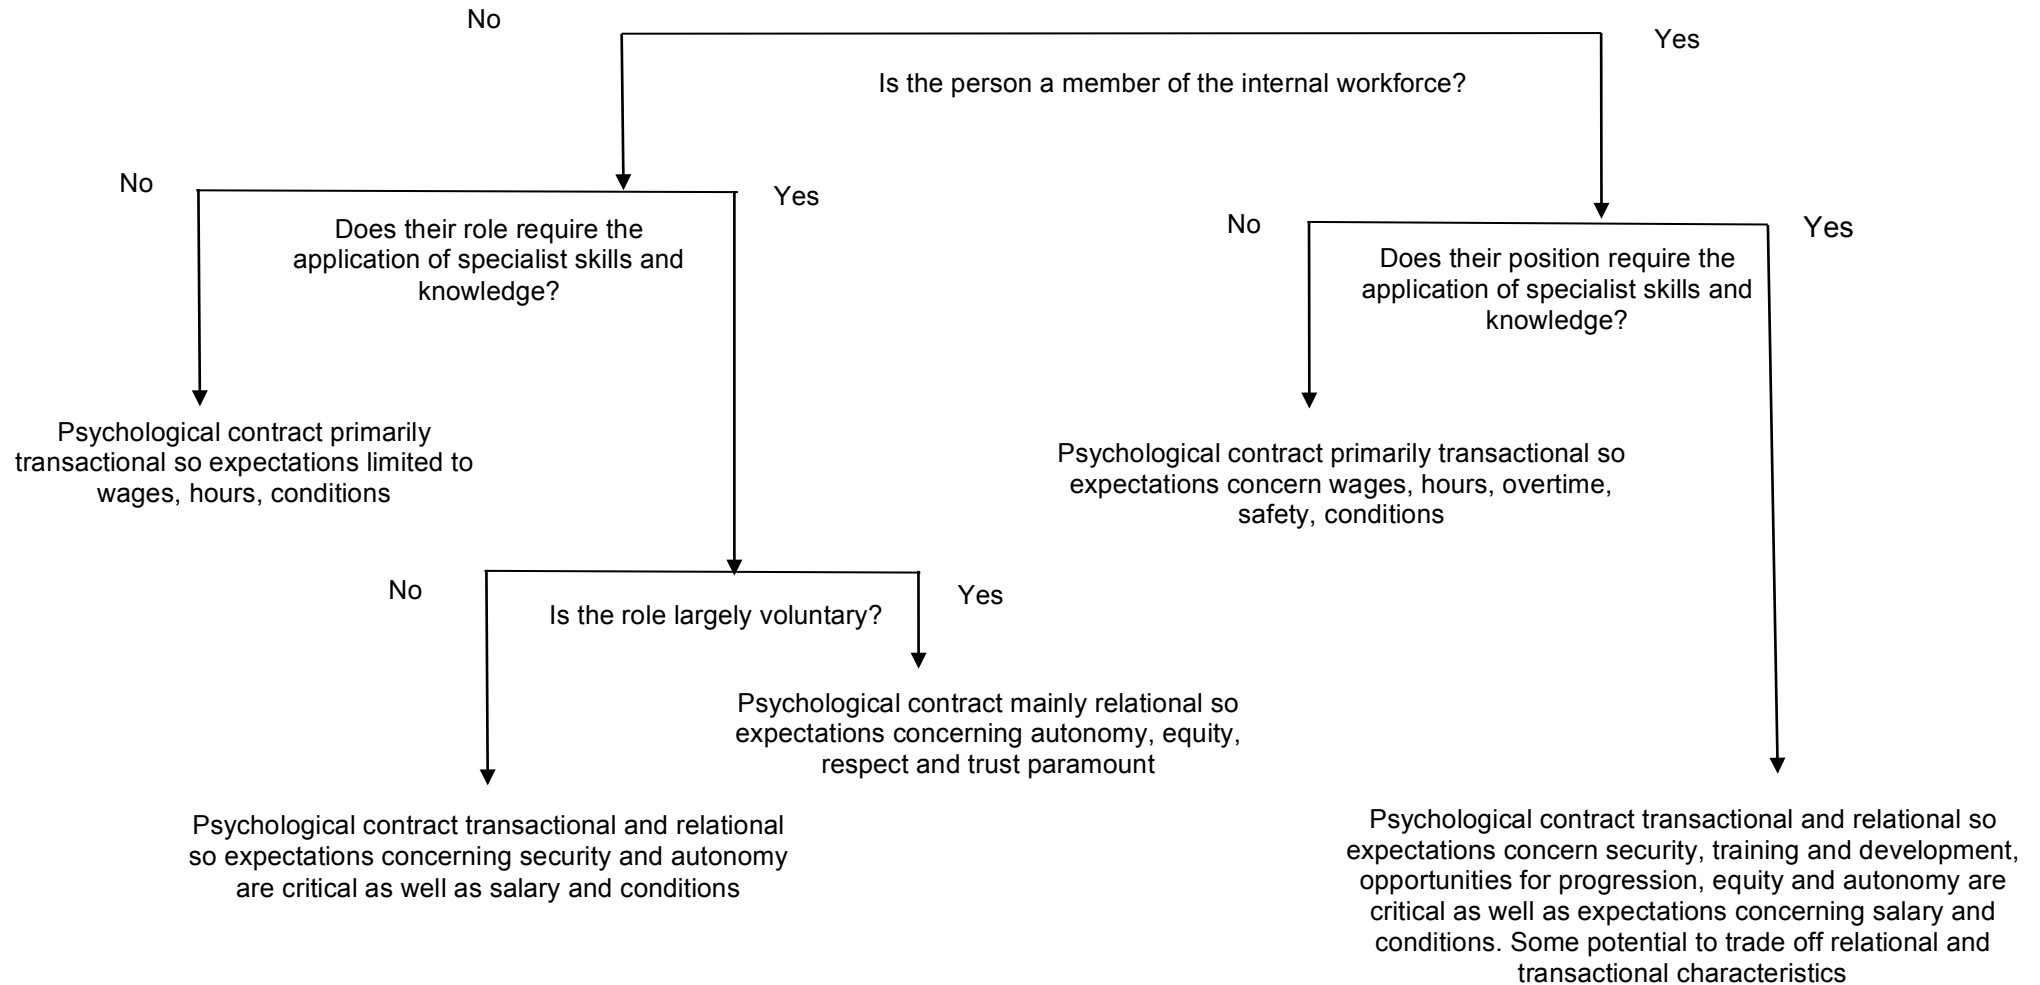 No
Yes
Is the person a member of the internal workforce?
No
Yes
Does their role require the
application of specialist skills and
knowledge?
No
Yes
Does their position require the
application of specialist skills and
knowledge?
Psychological contract primarily
transactional so expectations limited to
wages, hours, conditions
Psychological contract primarily transactional so
expectations concern wages, hours, overtime,
safety, conditions
No
Yes
Is the role largely voluntary?
Psychological contract mainly relational so
expectations concerning autonomy, equity,
respect and trust paramount
Psychological contract transactional and relational
so expectations concerning security and autonomy
are critical as well as salary and conditions
Psychological contract transactional and relational so
expectations concern security, training and development,
opportunities for progression, equity and autonomy are
critical as well as expectations concerning salary and
conditions. Some potential to trade off relational and
transactional characteristics